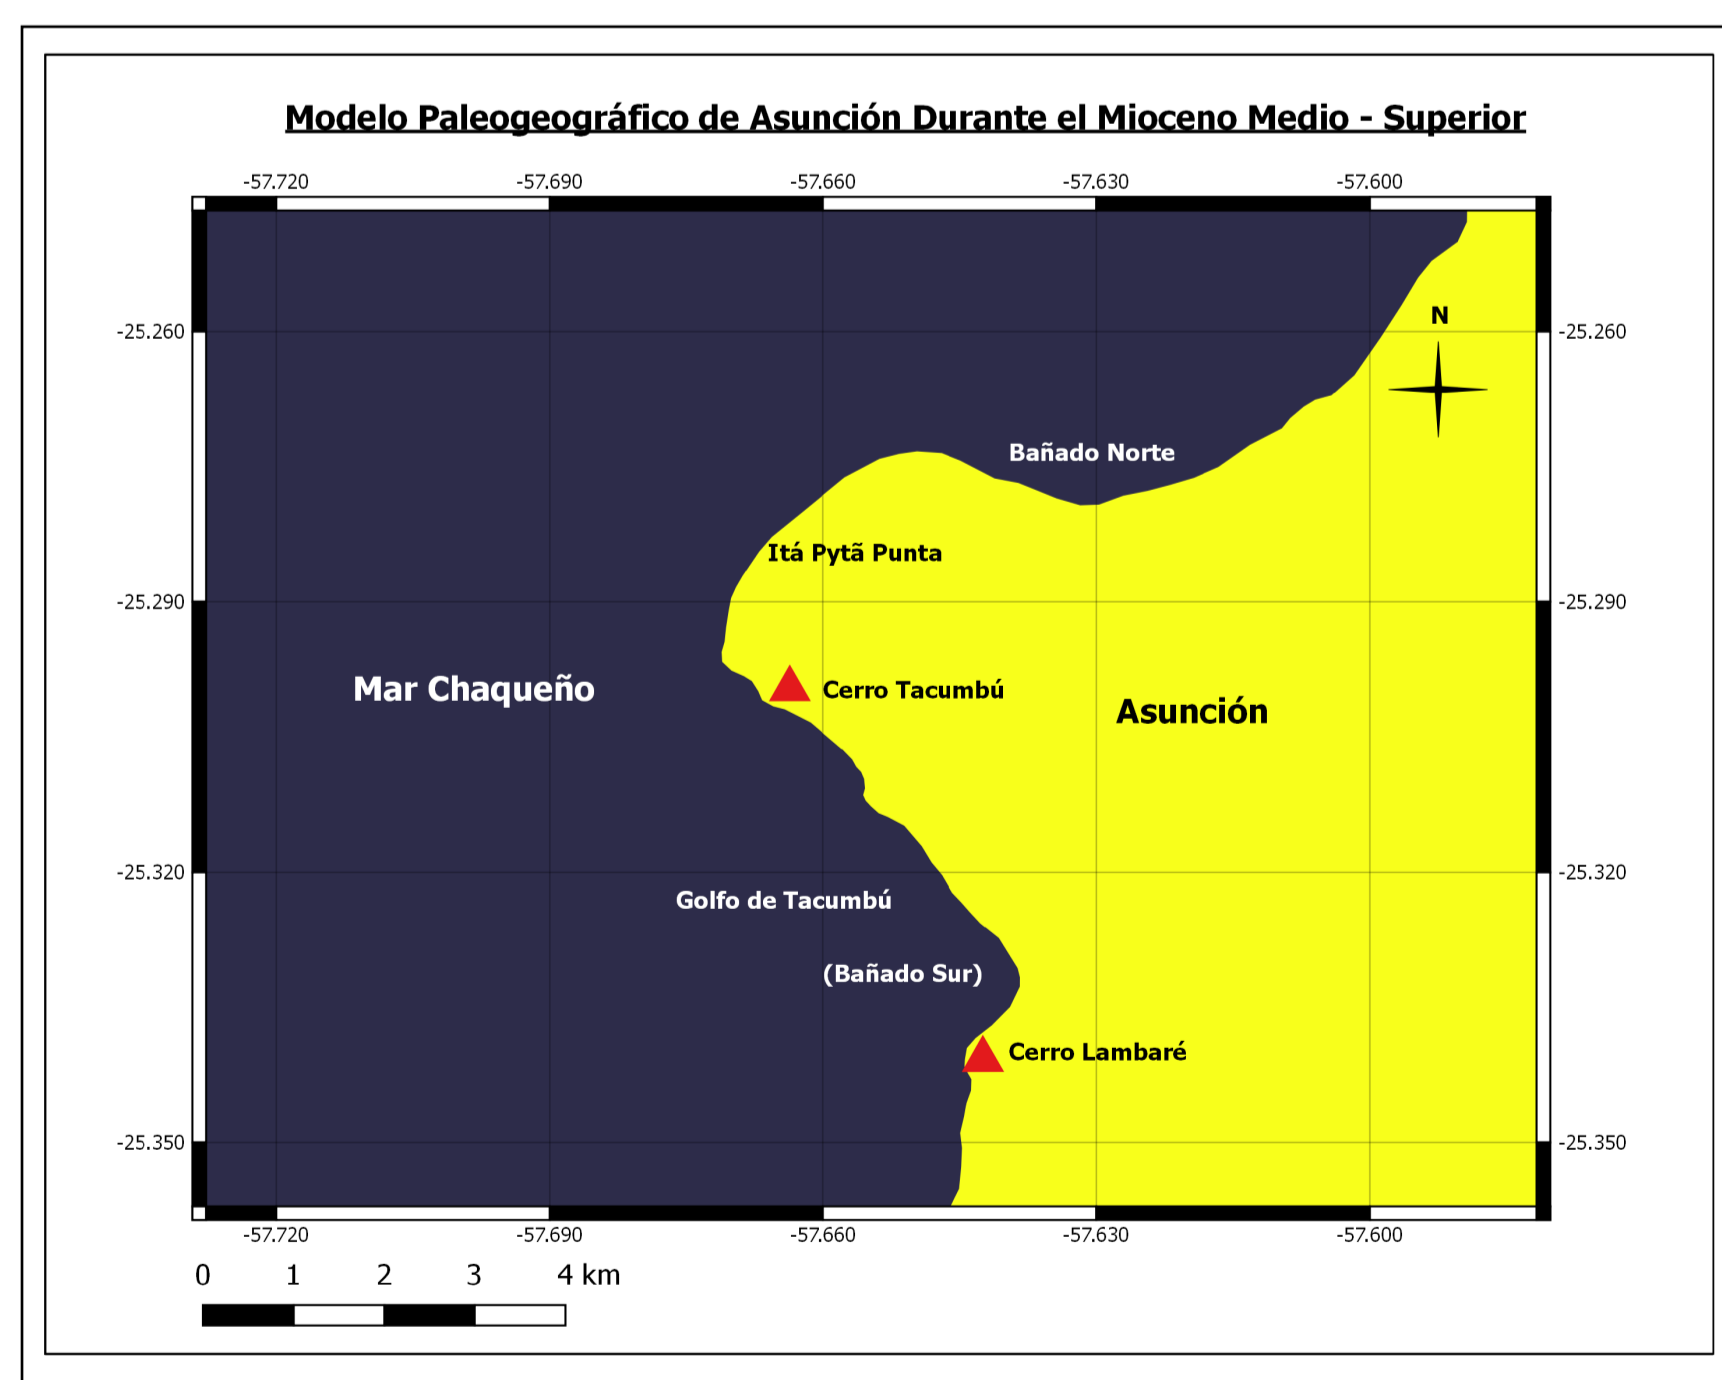 Modelo Paleogeográfico de Asunción Durante el Mioceno Medio - Superior
-57.720 -57.690 -57.660 -57.630 -57.600
N
-25.260 -25.260
Bañado Norte
Itá Pytã Punta
-25.290 -25.290
Mar Chaqueño
Cerro Tacumbú
Asunción
-25.320 -25.320
Golfo de Tacumbú
(Bañado Sur)
Cerro Lambaré
-25.350 -25.350
-57.720 -57.690 -57.660 -57.630 -57.600
0 1 2 3 4 km